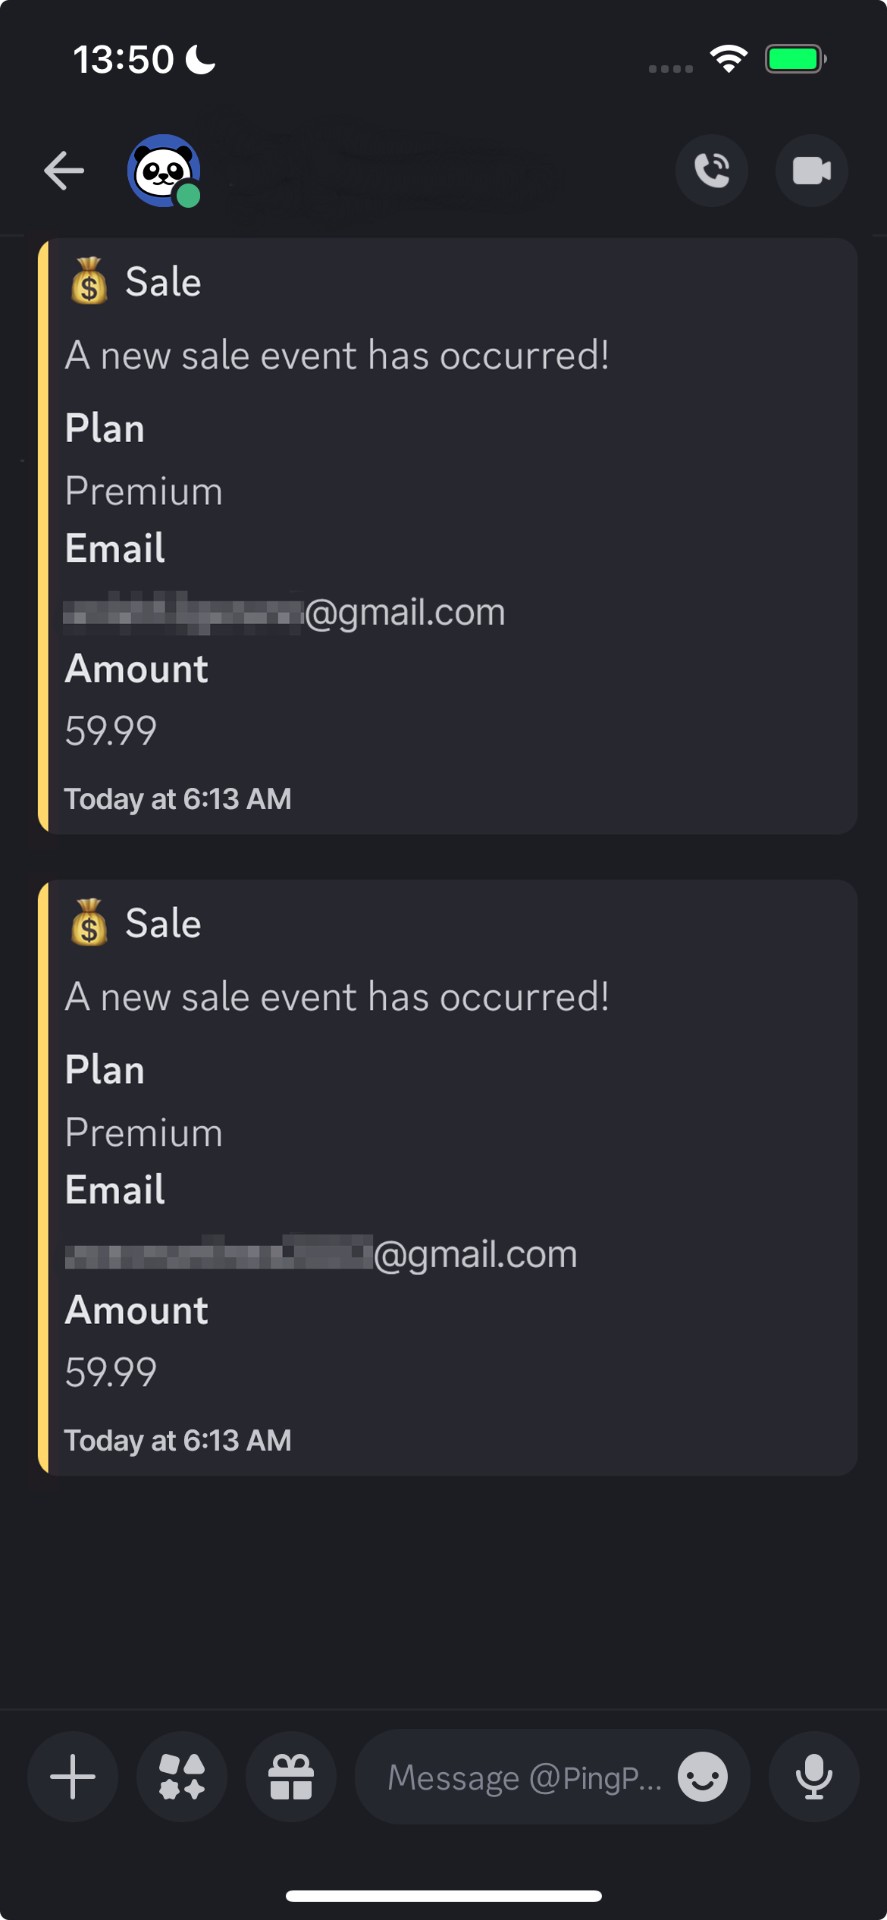 13:50
Sale
A new sale event has occurred!
Plan
Premium
Email
@gmail.com
Amount
59.99
Today at 6:13 AM
Sale
A new sale event has occurred!
Plan
Premium
Email
@gmail.com
Amount
59.99
Today at 6:13 AM
Message @PingP...